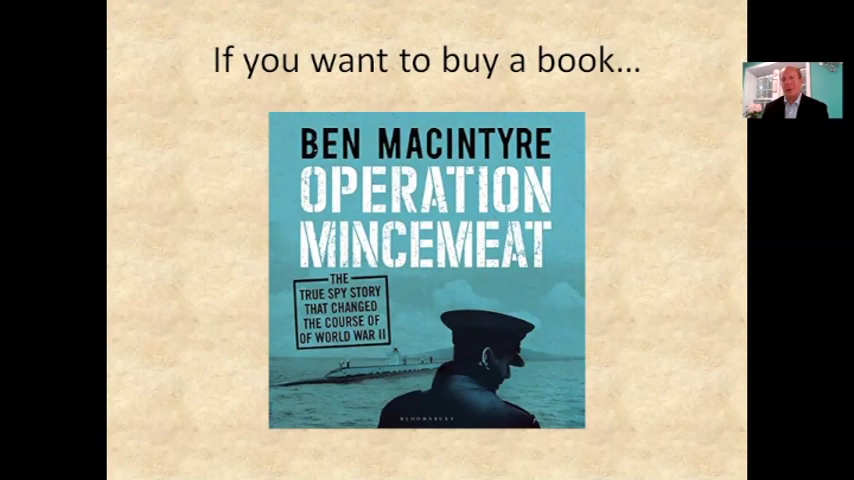 If you want to buy a book...
BEN MACINTYRE
OPERATION
MINCEMEAT
THE
TRUE SPY STORY
THAT CHANGED
THE COURSE OF
OF WORLD WAR II
BLOOMSBURY